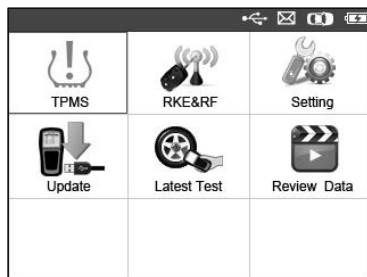 TPMS
RKE&RF
Setting
Update
Latest Test
Review Data